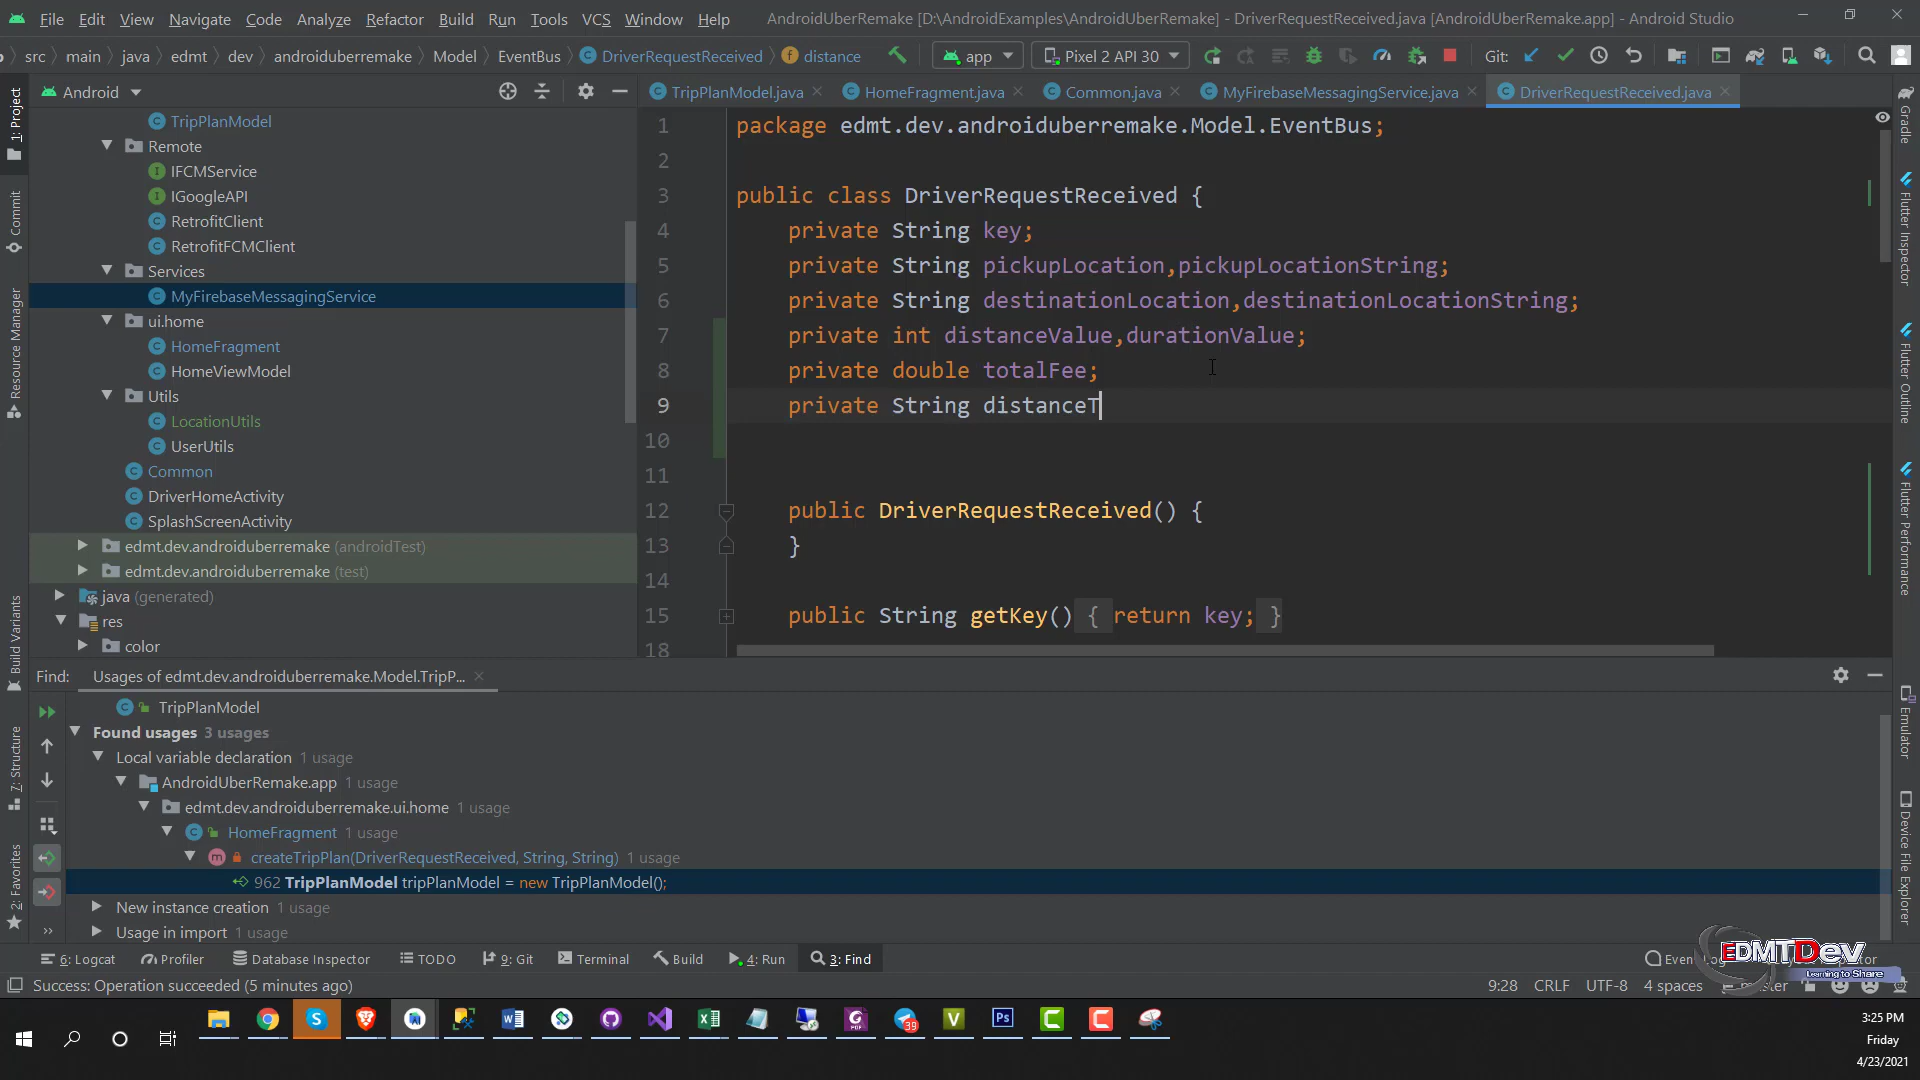 File Edit View Navigate Code Analyze Refactor Build Run Tools VCS Window Help AndroidUberRemake [D:\AndroidExamples\AndroidUberRemake] - DriverRequestReceived.java [AndroidUberRemake.app] - Android Studio
src main java edmt dev androiduberremake Model EventBus DriverRequestReceived distance app Pixel 2 API 30 Git:
Android
TripPlanModel.java HomeFragment.java Common.java MyFirebaseMessagingService.java DriverRequestReceived.java
TripPlanModel
Remote
IFCMService
IGoogleAPI
RetrofitClient
RetrofitFCMClient
Services
MyFirebaseMessagingService
ui.home
HomeFragment
HomeViewModel
Utils
LocationUtils
UserUtils
Common
DriverHomeActivity
SplashScreenActivity
edmt.dev.androiduberremake (androidTest)
edmt.dev.androiduberremake (test)
java (generated)
res
color
1 package edmt.dev.androiduberremake.Model.EventBus;
2
3 public class DriverRequestReceived {
4 private String key;
5 private String pickupLocation,pickupLocationString;
6 private String destinationLocation,destinationLocationString;
7 private int distanceValue,durationValue;
8 private double totalFee;
9 private String distanceT
10
11
12 public DriverRequestReceived() {
13 }
14
15 public String getKey() { return key; }
18
1: Project
Commit
Resource Manager
Build Variants
7: Structure
2: Favorites
Gradle
Flutter Inspector
Flutter Outline
Flutter Performance
Emulator
Device File Explorer
Find: Usages of edmt.dev.androiduberremake.Model.TripP...
TripPlanModel
Found usages 3 usages
Local variable declaration 1 usage
AndroidUberRemake.app 1 usage
edmt.dev.androiduberremake.ui.home 1 usage
HomeFragment 1 usage
createTripPlan(DriverRequestReceived, String, String) 1 usage
962 TripPlanModel tripPlanModel = new TripPlanModel();
New instance creation 1 usage
Usage in import 1 usage
6: Logcat Profiler Database Inspector TODO 9: Git Terminal Build 4: Run 3: Find
EDMTDev
Learning to Share
Success: Operation succeeded (5 minutes ago) 9:28 CRLF UTF-8 4 spaces master
39
3:25 PM
Friday
4/23/2021